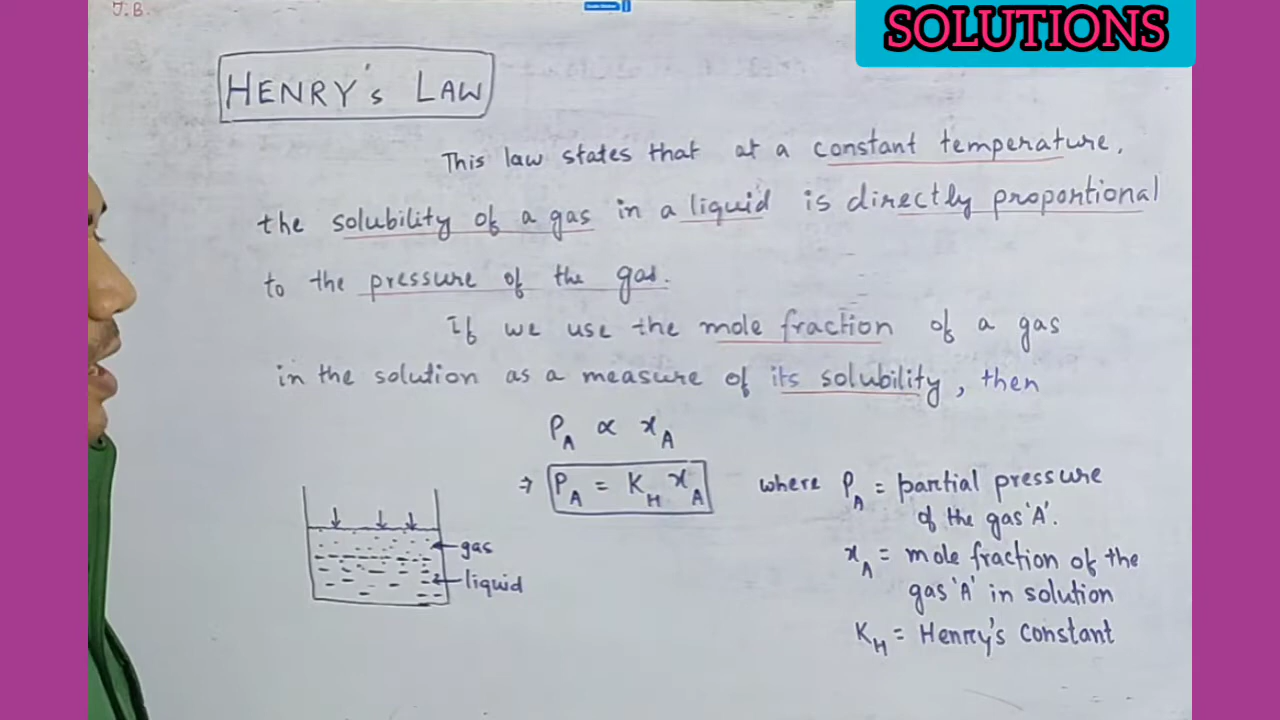 J.B.
SOLUTIONS
HENRY's LAW
This law states that at a constant temperature,
the solubility of a gas in a liquid is directly proportional
to the pressure of the gas.
If we use the mole fraction of a gas
in the solution as a measure of its solubility, then
P_A ∝ x_A
⇒ P_A = K_H x_A
where P_A = partial pressure
of the gas 'A'.
x_A = mole fraction of the
gas 'A' in solution
K_H = Henry's constant
gas
liquid